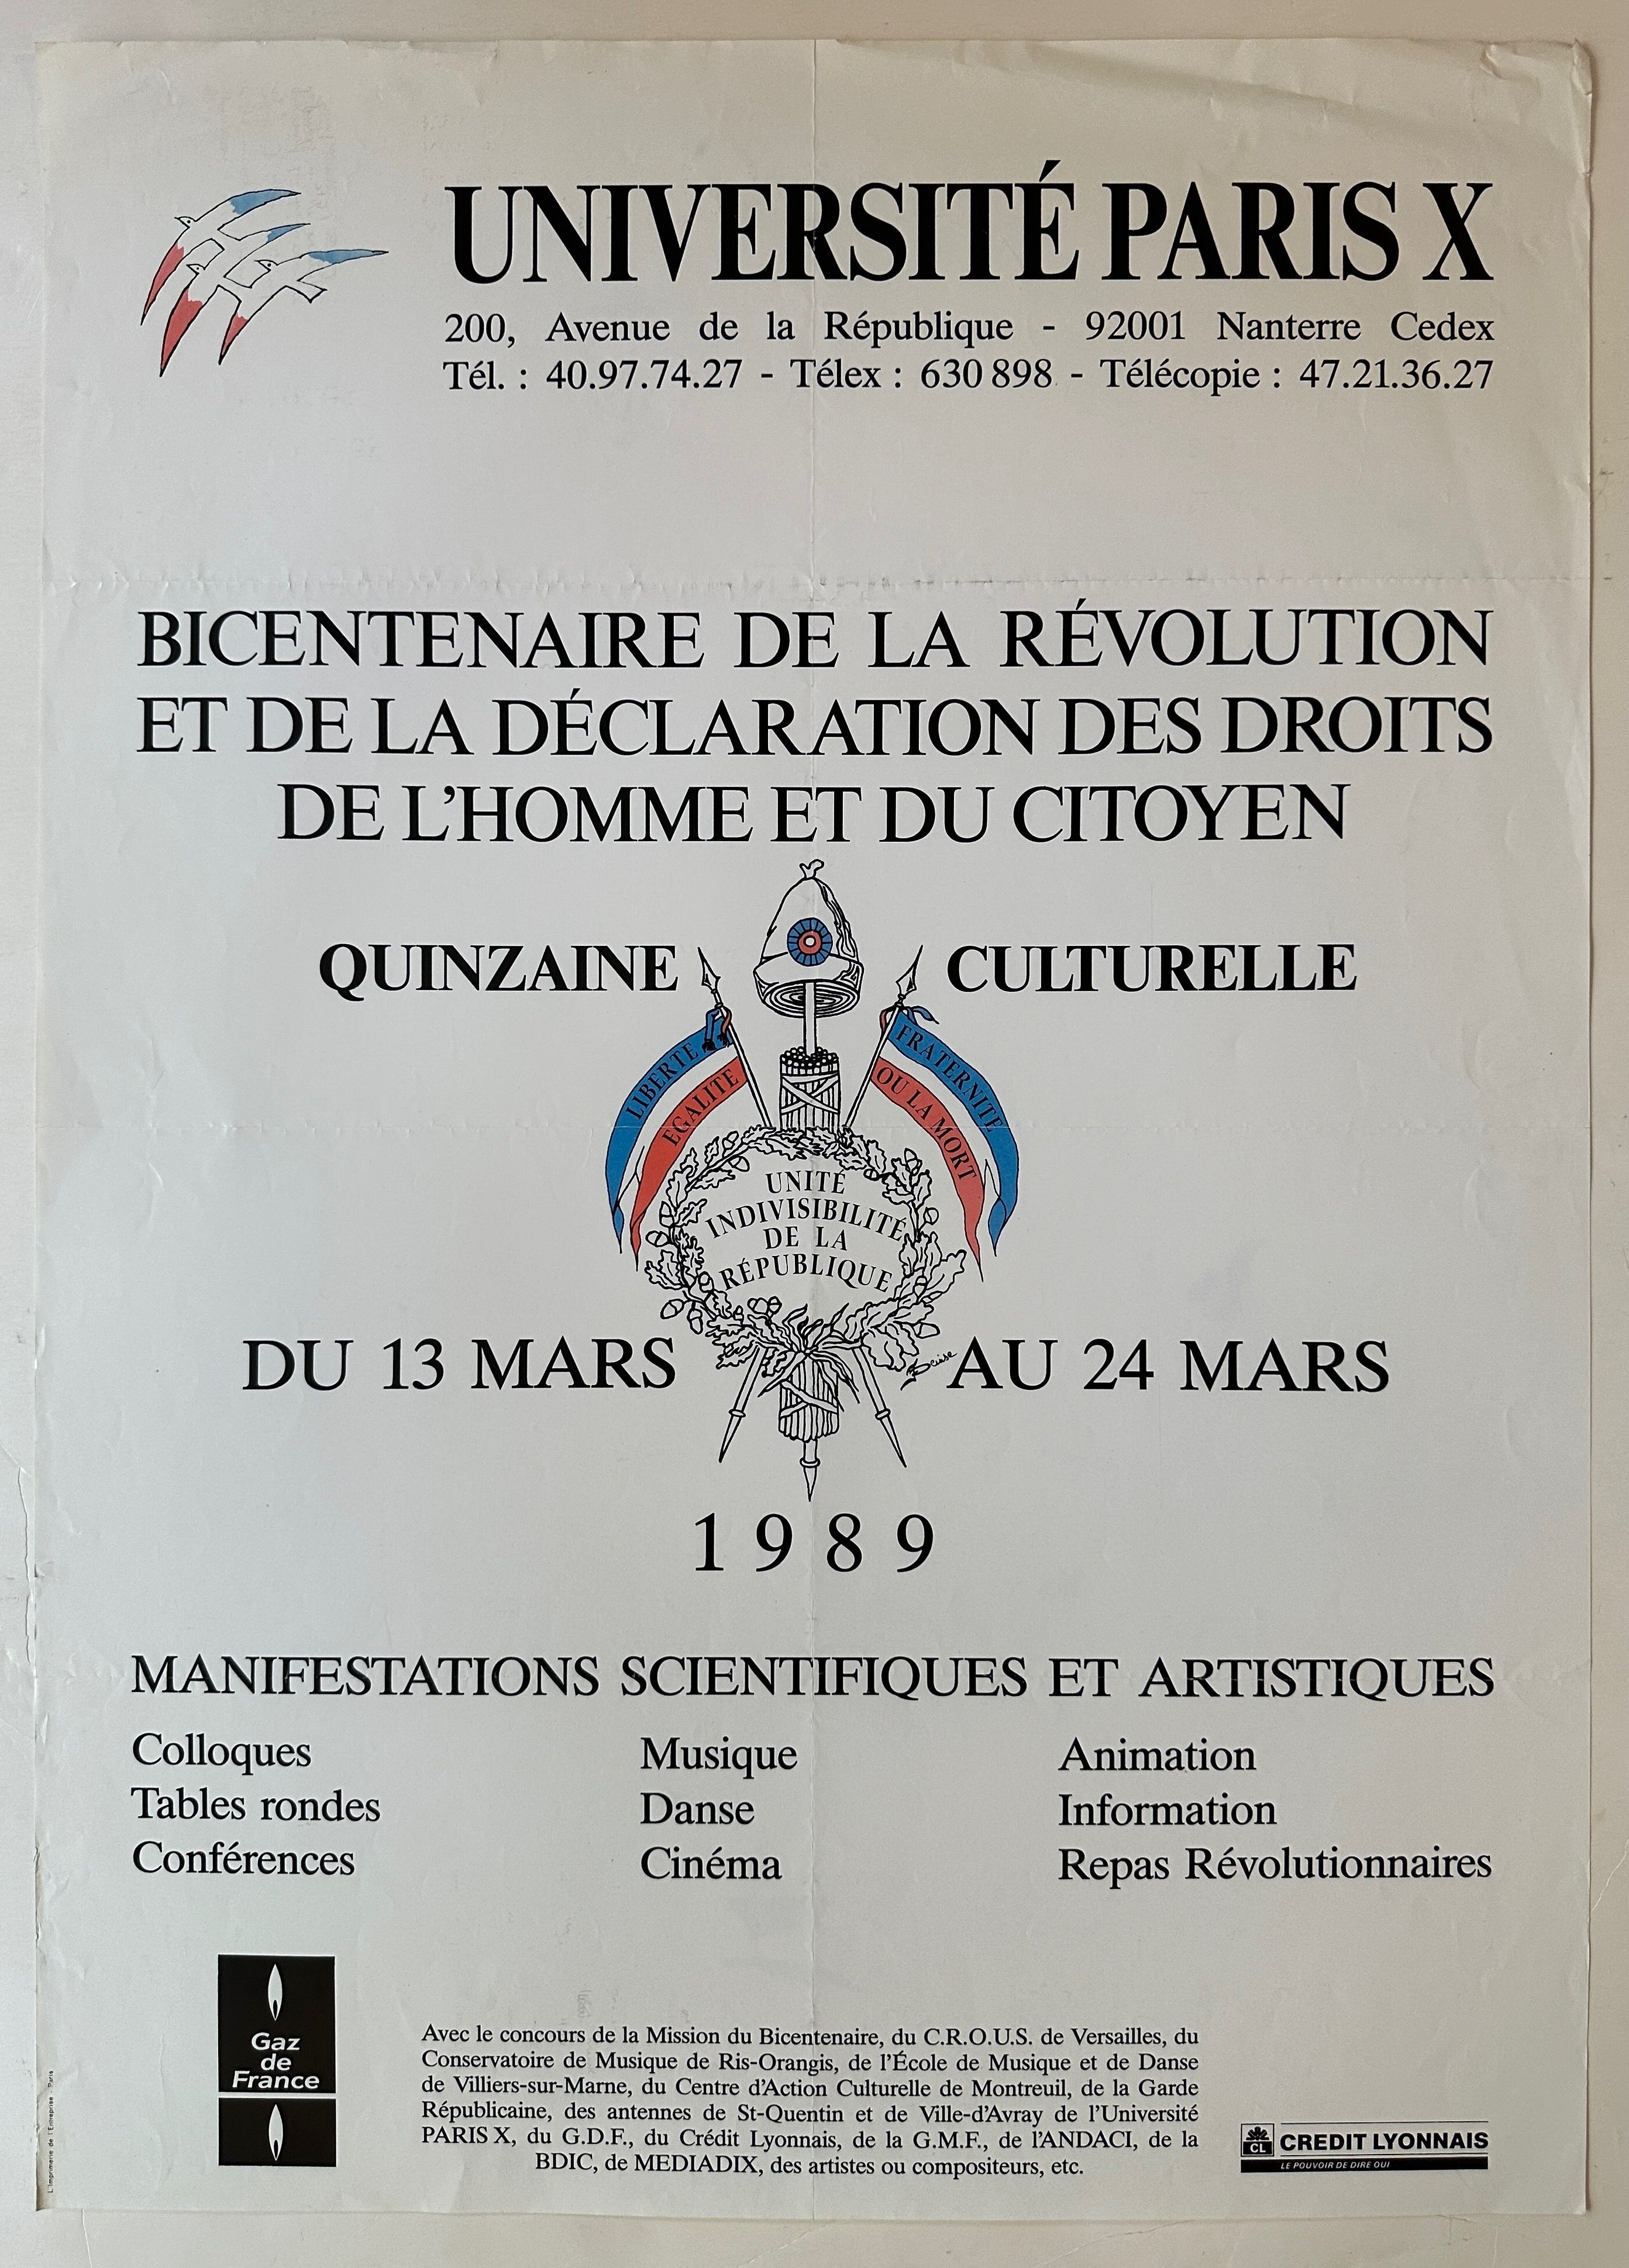 UNIVERSITÉ PARIS X
200, Avenue de la République - 92001 Nanterre Cedex
Tél. : 40.97.74.27 - Télex : 630 898 - Télécopie : 47.21.36.27
BICENTENAIRE DE LA RÉVOLUTION
ET DE LA DÉCLARATION DES DROITS
DE L'HOMME ET DU CITOYEN
QUINZAINE CULTURELLE
LIBERTE
EGALITE
FRATERNITE
OU LA MORT
UNITÉ
INDIVISIBILITÉ
DE LA
RÉPUBLIQUE
DU 13 MARS AU 24 MARS
1989
MANIFESTATIONS SCIENTIFIQUES ET ARTISTIQUES
Colloques
Tables rondes
Conférences
Musique
Danse
Cinéma
Animation
Information
Repas Révolutionnaires
Gaz
de
France
Avec le concours de la Mission du Bicentenaire, du C.R.O.U.S. de Versailles, du
Conservatoire de Musique de Ris-Orangis, de l'École de Musique et de Danse
de Villiers-sur-Marne, du Centre d'Action Culturelle de Montreuil, de la Garde
Républicaine, des antennes de St-Quentin et de Ville-d'Avray de l'Université
PARIS X, du G.D.F., du Crédit Lyonnais, de la G.M.F., de l'ANDACI, de la
BDIC, de MEDIADIX, des artistes ou compositeurs, etc.
CL CREDIT LYONNAIS
LE POUVOIR DE DIRE OUI
L'Imprimerie de l'Entreprise - Paris